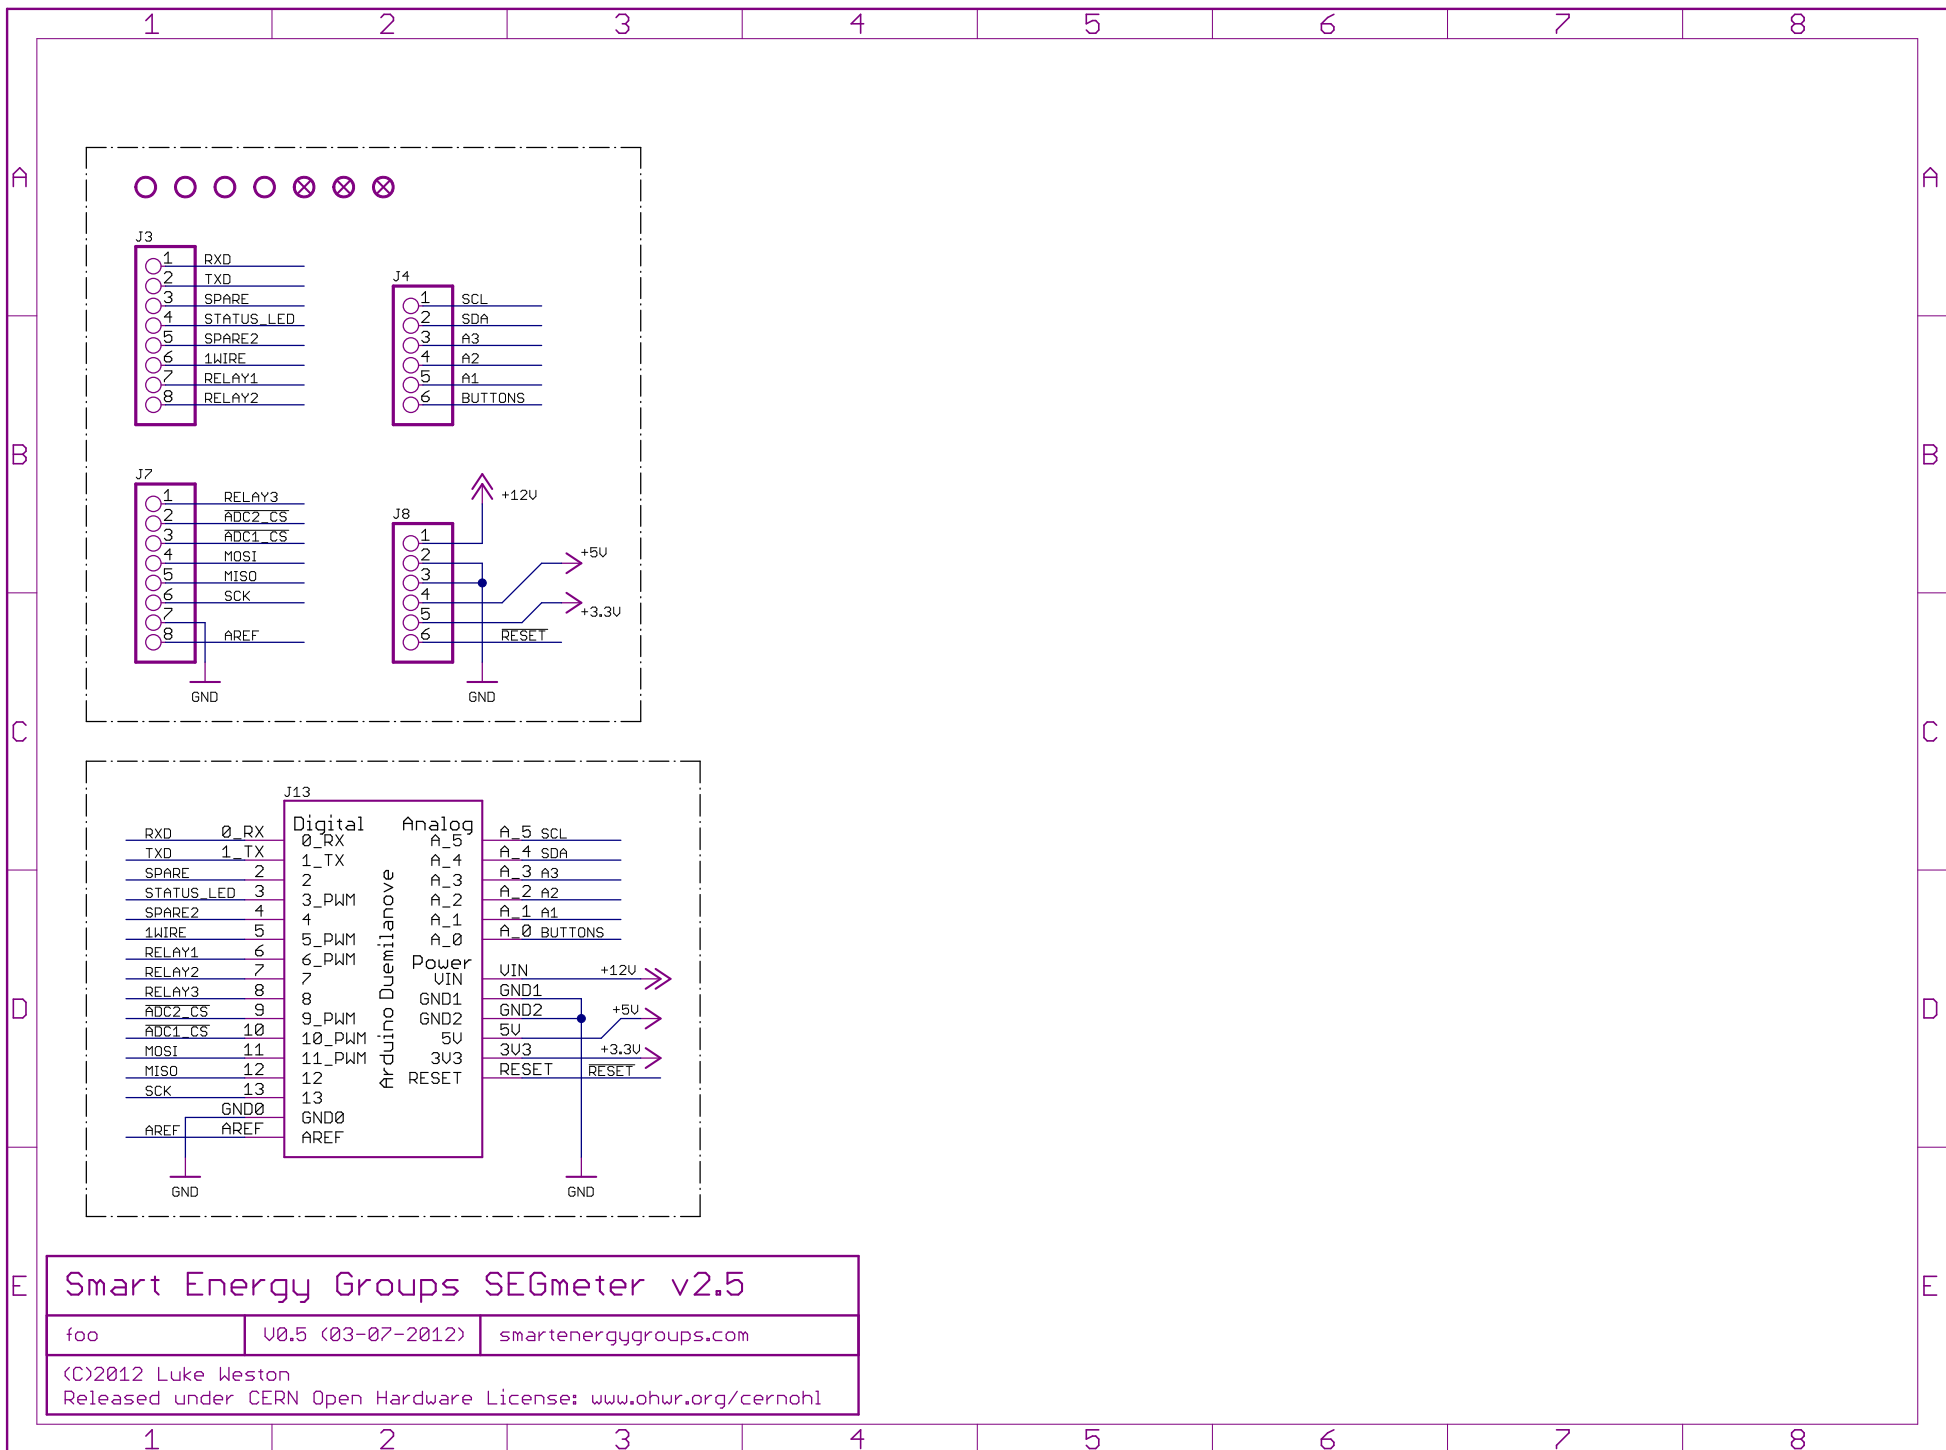 1 2 3 4 5 6 7 8
A A
J3
1 RXD
2 TXD
3 SPARE
4 STATUS_LED
5 SPARE2
6 1WIRE
7 RELAY1
8 RELAY2
J4
1 SCL
2 SDA
3 A3
4 A2
5 A1
6 BUTTONS
B B
J7
1 RELAY3
2 ADC2_CS
3 ADC1_CS
4 MOSI
5 MISO
6 SCK
7
8 AREF
GND
J8
+12V
1
2
3
4
5
6 RESET
+5V
+3.3V
GND
C C
J13
Digital Analog
RXD 0_RX 0_RX A_5 A_5 SCL
TXD 1_TX 1_TX A_4 A_4 SDA
SPARE 2 2 A_3 A_3 A3
STATUS_LED 3 3_PWM A_2 A_2 A2
SPARE2 4 4 A_1 A_1 A1
1WIRE 5 5_PWM A_0 A_0 BUTTONS
RELAY1 6 6_PWM Power
RELAY2 7 7 VIN VIN +12V
RELAY3 8 8 GND1 GND1
ADC2_CS 9 9_PWM GND2 GND2 +5V
ADC1_CS 10 10_PWM 5V 5V
MOSI 11 11_PWM 3V3 3V3 +3.3V
MISO 12 12 RESET RESET RESET
SCK 13 13
GND0 GND0
AREF AREF AREF
Arduino Duemilanove
GND GND
D D
E E
Smart Energy Groups SEGmeter v2.5
foo V0.5 (03-07-2012) smartenergygroups.com
(C)2012 Luke Weston
Released under CERN Open Hardware License: www.ohwr.org/cernohl
1 2 3 4 5 6 7 8